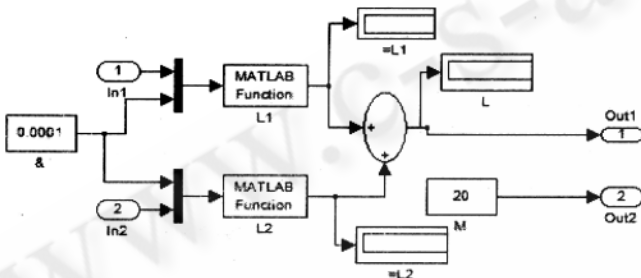 =L1
1
In1
MATLAB
Function
L1
L
0.0001
&
+
+
Out1
1
2
In2
MATLAB
Function
L2
20
M
2
Out2
=L2
www.c-s-a